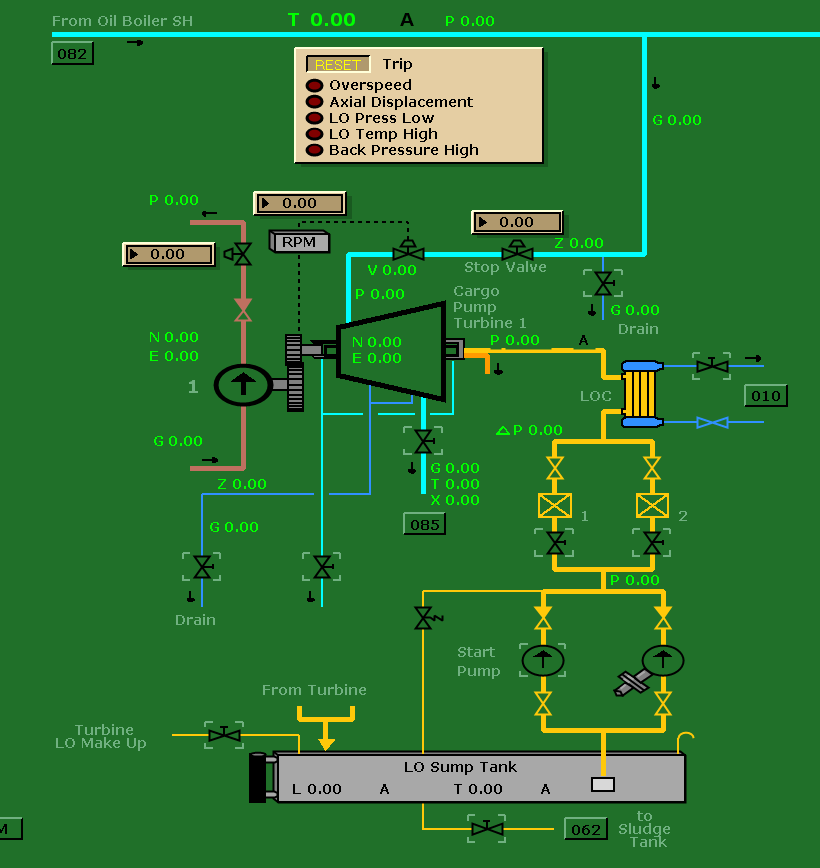 From Oil Boiler SH
T 0.00 A P 0.00
082
RESET Trip
Overspeed
Axial Displacement
LO Press Low
LO Temp High
Back Pressure High
G 0.00
P 0.00
0.00
0.00
0.00
RPM
Z 0.00
V 0.00
Stop Valve
P 0.00
Cargo
Pump
Turbine 1
G 0.00
Drain
N 0.00
E 0.00
N 0.00
E 0.00
P 0.00 A
1
LOC
010
G 0.00
P 0.00
Z 0.00
G 0.00
T 0.00
X 0.00
085
G 0.00
1
2
P 0.00
Drain
Start
Pump
From Turbine
Turbine
LO Make Up
LO Sump Tank
L 0.00 A T 0.00 A
M
062
to
Sludge
Tank